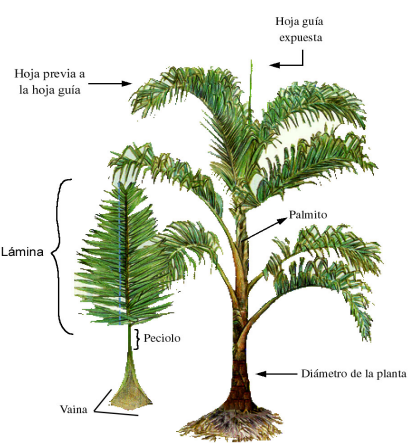 Hoja guía
expuesta
Hoja previa a
la hoja guía
Palmito
Lámina
Peciolo
Diámetro de la planta
Vaina